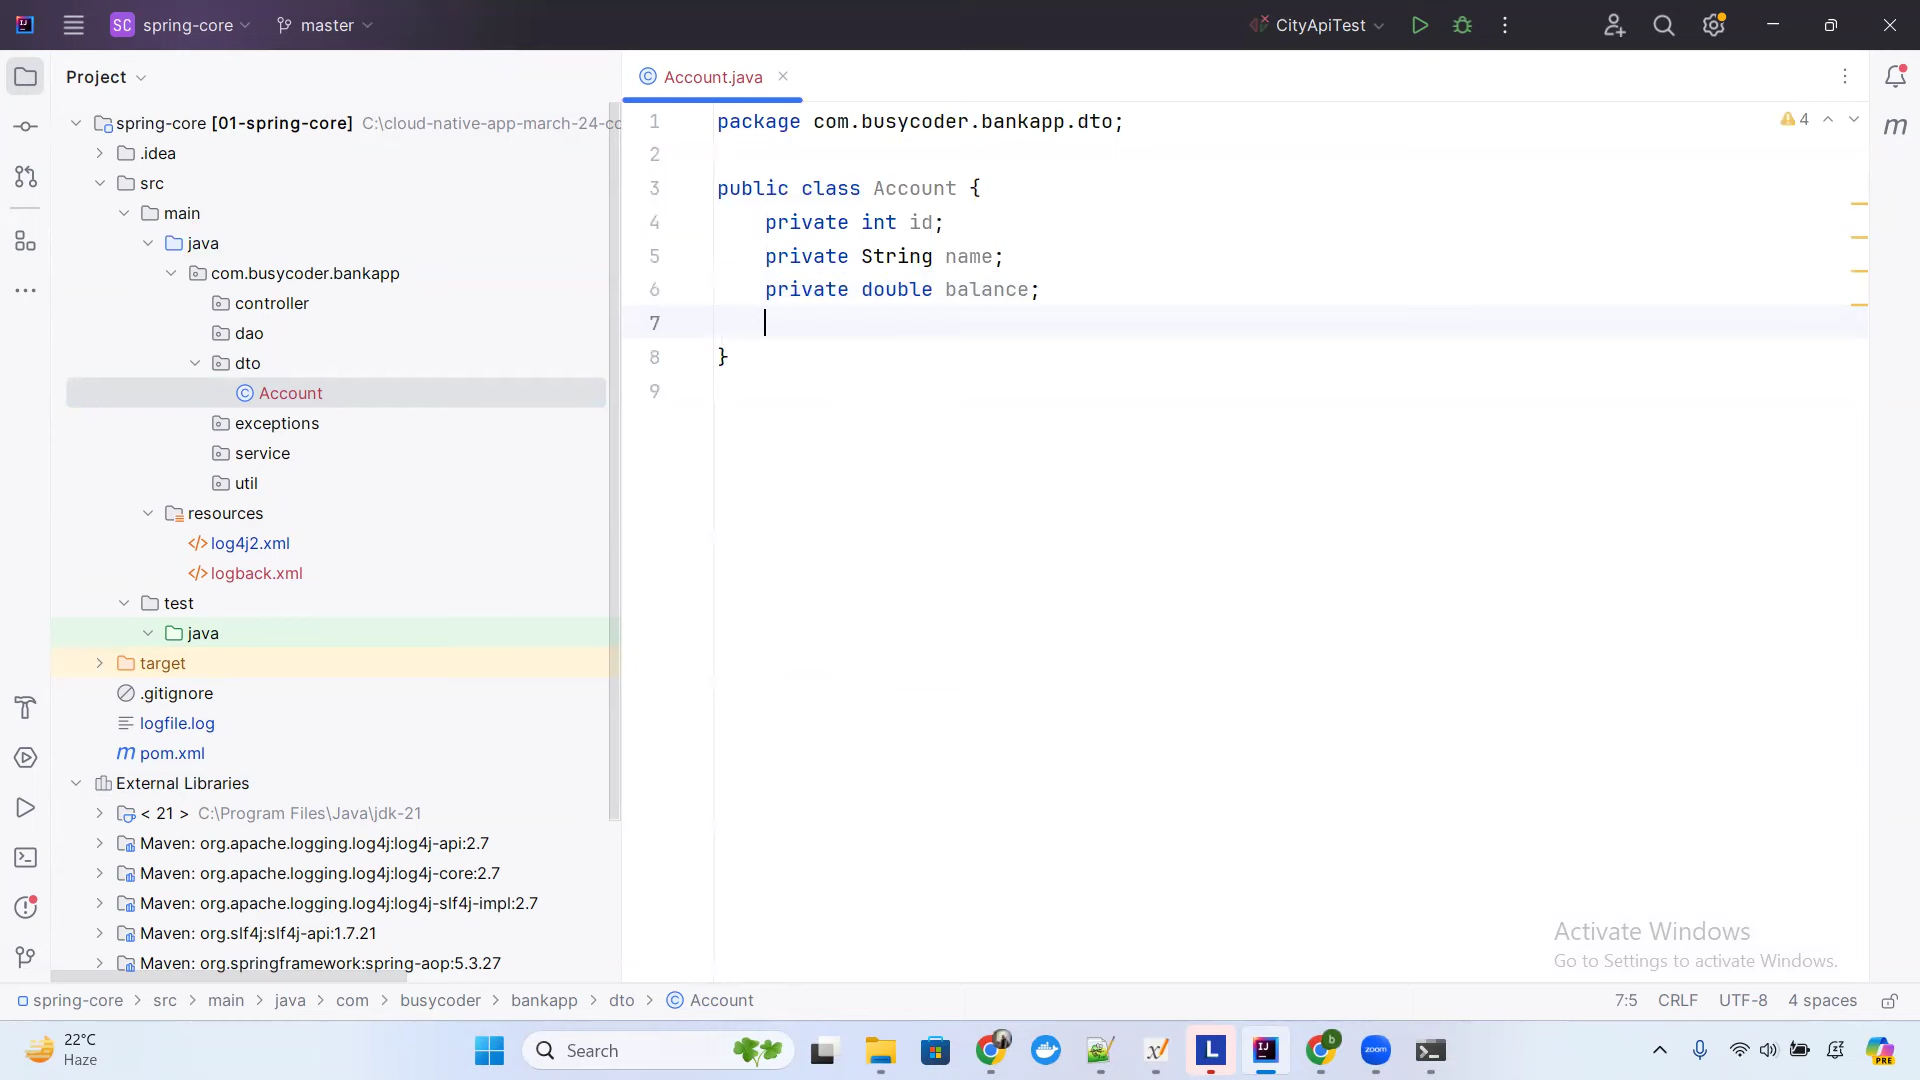 SC spring-core
master
CityApiTest
Project
Account.java
spring-core [01-spring-core] C:\cloud-native-app-march-24-co
.idea
src
main
java
com.busycoder.bankapp
controller
dao
dto
Account
exceptions
service
util
resources
log4j2.xml
logback.xml
test
java
target
.gitignore
logfile.log
pom.xml
External Libraries
< 21 > C:\Program Files\Java\jdk-21
Maven: org.apache.logging.log4j:log4j-api:2.7
Maven: org.apache.logging.log4j:log4j-core:2.7
Maven: org.apache.logging.log4j:log4j-slf4j-impl:2.7
Maven: org.slf4j:slf4j-api:1.7.21
Maven: org.springframework:spring-aop:5.3.27
1 package com.busycoder.bankapp.dto;
2
3 public class Account {
4 private int id;
5 private String name;
6 private double balance;
7
8 }
9
4
m
Activate Windows
Go to Settings to activate Windows.
spring-core > src > main > java > com > busycoder > bankapp > dto > Account
7:5 CRLF UTF-8 4 spaces
22°C
Haze
Search
zoom
PRE